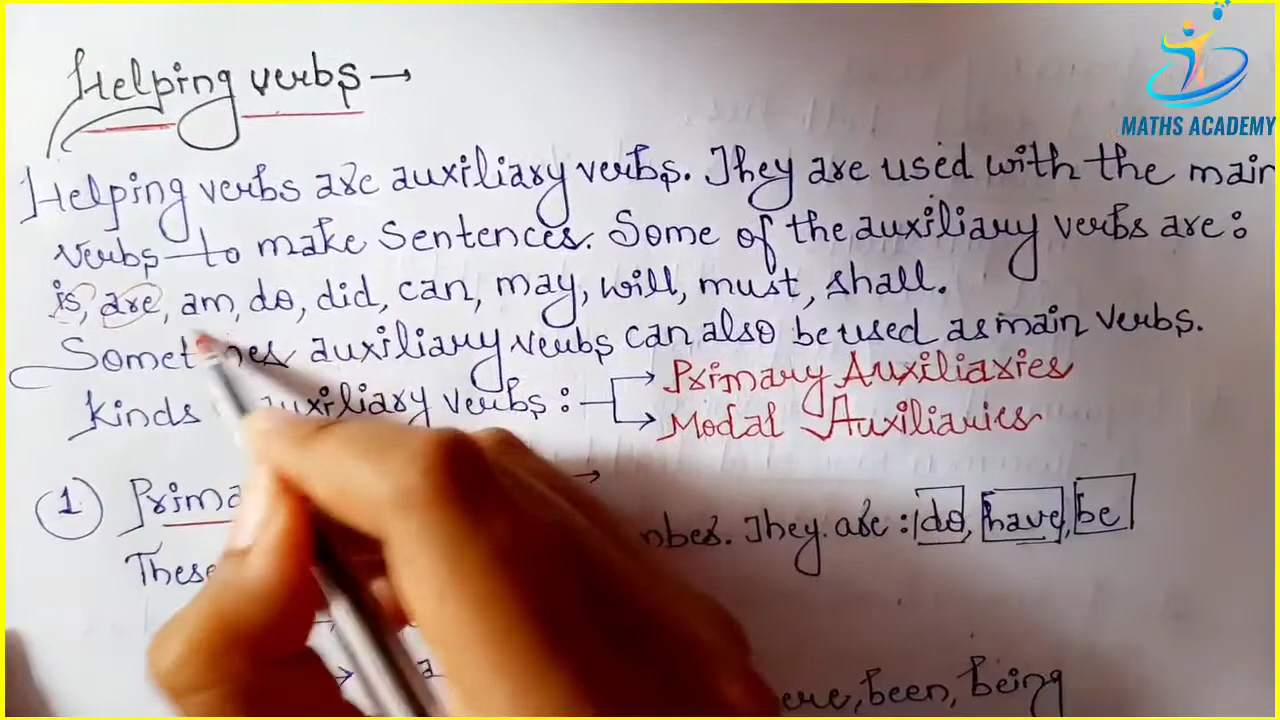 Helping verbs →
MATHS ACADEMY
Helping verbs are auxiliary verbs. They are used with the main
verbs to make Sentences. Some of the auxiliary verbs are:
is, are, am, do, did, can, may, will, must, shall.
auxiliary verbs can also be used as main verbs.
Kinds auxiliary verbs: → Primary Auxiliaries
→ Modal Auxiliaries
1 →
These They are: do, have, be
been, being